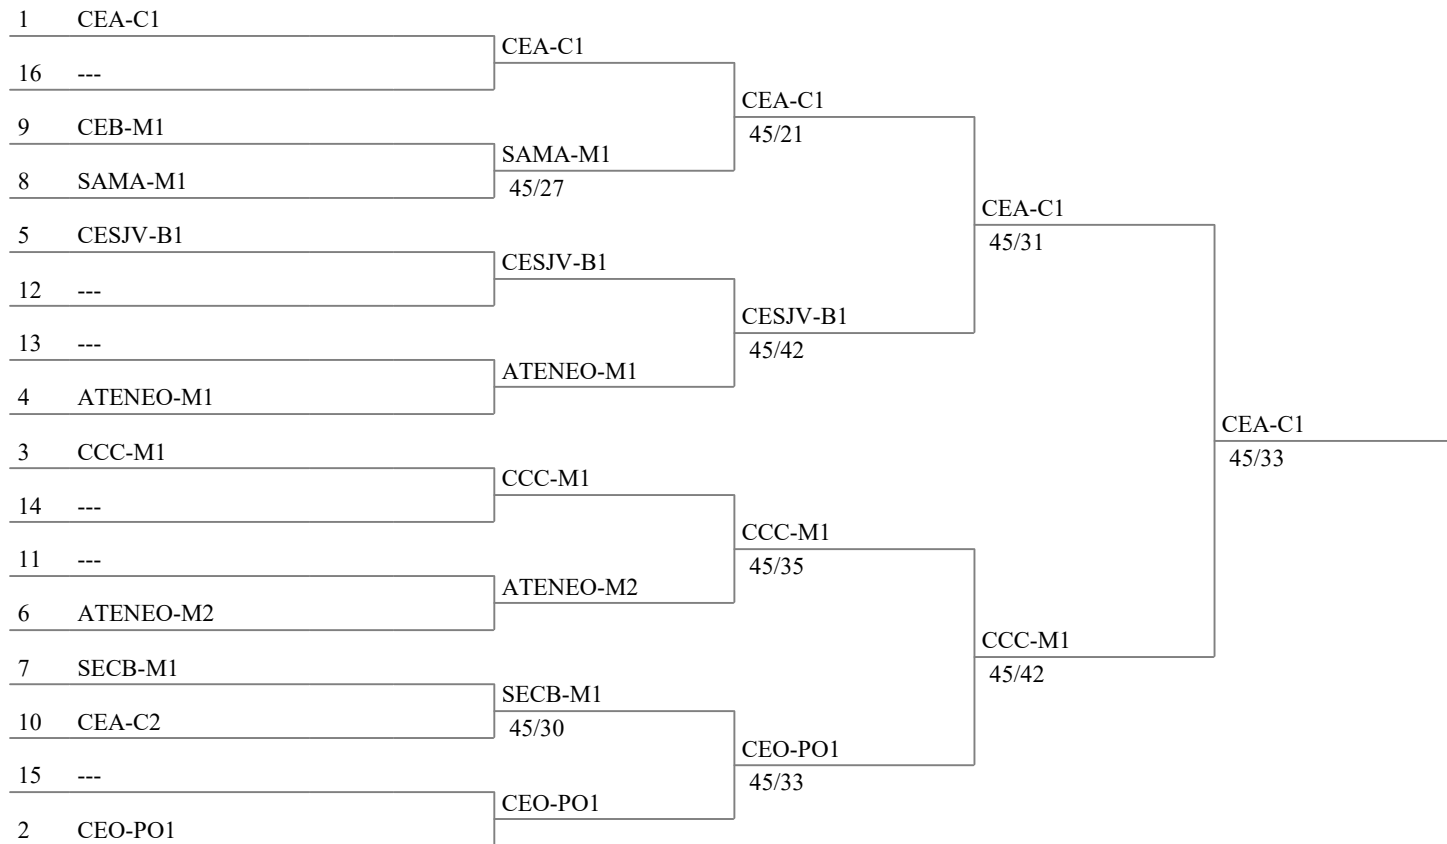 1 CEA-C1
16 ---
9 CEB-M1
8 SAMA-M1
5 CESJV-B1
12 ---
13 ---
4 ATENEO-M1
3 CCC-M1
14 ---
11 ---
6 ATENEO-M2
7 SECB-M1
10 CEA-C2
15 ---
2 CEO-PO1
CEA-C1
SAMA-M1
45/27
CESJV-B1
ATENEO-M1
CCC-M1
ATENEO-M2
SECB-M1
45/30
CEO-PO1
CEA-C1
45/21
CESJV-B1
45/42
CCC-M1
45/35
CEO-PO1
45/33
CEA-C1
45/31
CCC-M1
45/42
CEA-C1
45/33